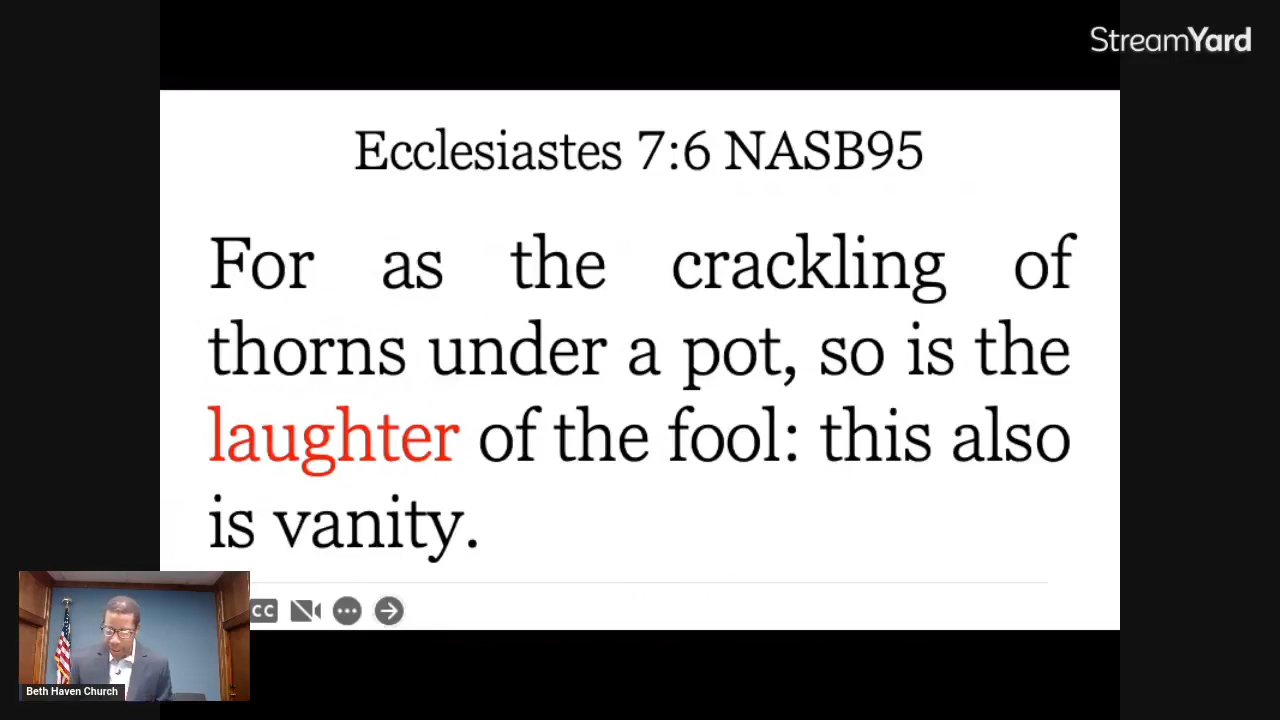 StreamYard
Ecclesiastes 7:6 NASB95
For as the crackling of
thorns under a pot, so is the
laughter of the fool: this also
is vanity.
CC
Beth Haven Church